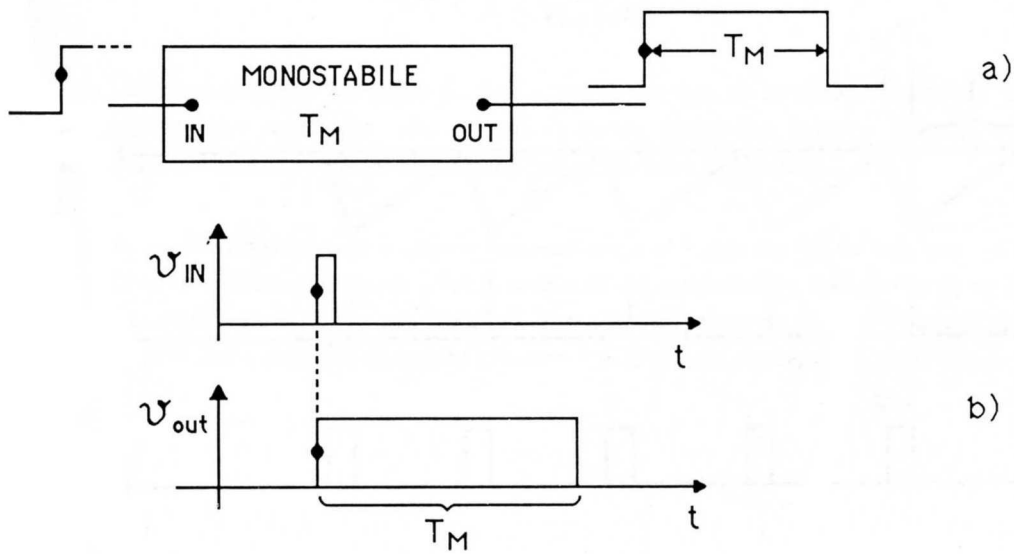 MONOSTABILE
IN
T_M
OUT
T_M
a)
v_IN
t
v_out
b)
t
T_M